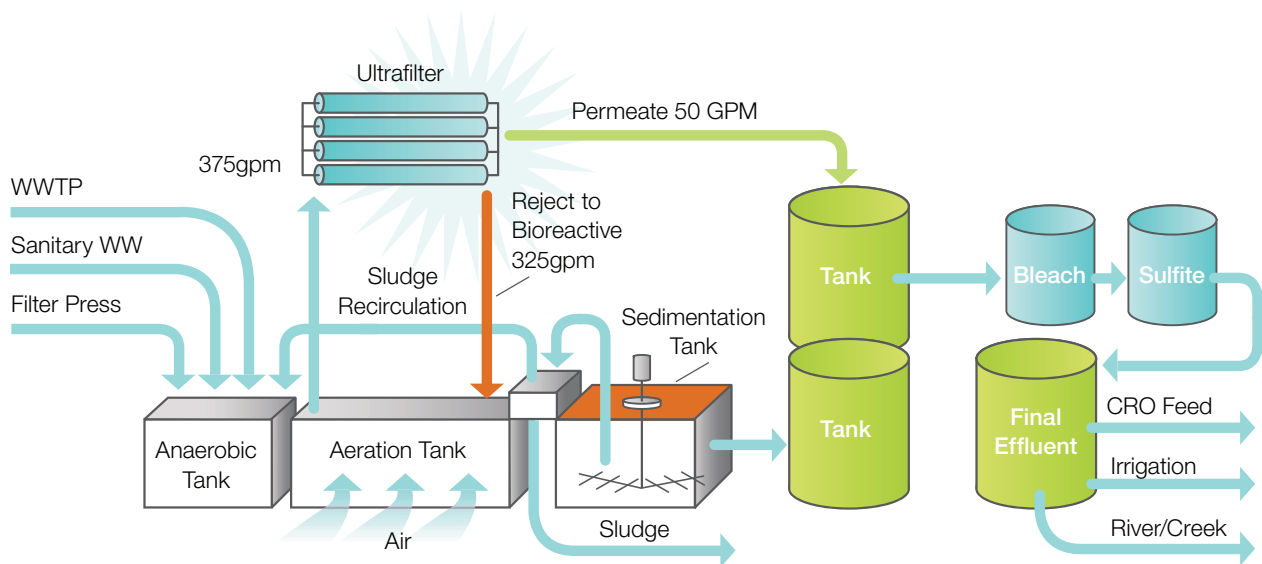 Ultrafilter
Permeate 50 GPM
375gpm
WWTP
Reject to
Bioreactive
325gpm
Sanitary WW
Sludge
Recirculation
Filter Press
Sedimentation
Tank
Tank
Bleach
Sulfite
Anaerobic
Tank
Aeration Tank
Tank
Final
Effluent
CRO Feed
Irrigation
River/Creek
Air
Sludge